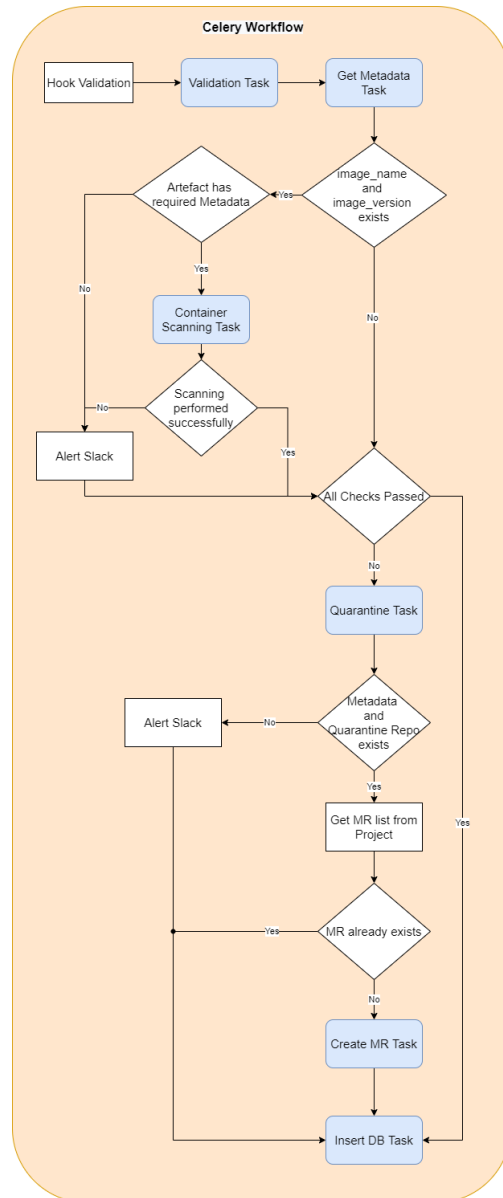 Celery Workflow
Hook Validation
Validation Task
Get Metadata
Task
Artefact has
required Metadata
Yes
image_name
and
image_version
exists
No
Yes
No
Container
Scanning Task
Scanning
performed
successfully
No
Yes
Alert Slack
All Checks Passed
No
Quarantine Task
Metadata
and
Quarantine Repo
exists
No
Alert Slack
Yes
Yes
Get MR list from
Project
MR already exists
Yes
No
Create MR Task
Insert DB Task